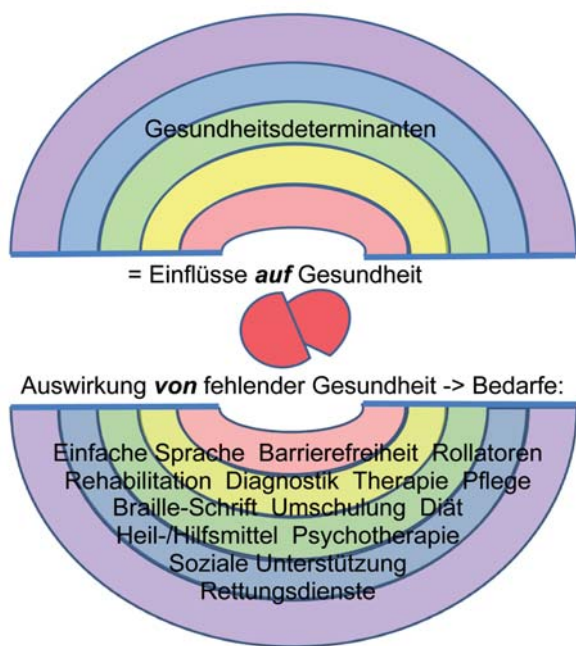 Gesundheitsdeterminanten
= Einflüsse auf Gesundheit
Auswirkung von fehlender Gesundheit -> Bedarfe:
Einfache Sprache Barrierefreiheit Rollatoren
Rehabilitation Diagnostik Therapie Pflege
Braille-Schrift Umschulung Diät
Heil-/Hilfsmittel Psychotherapie
Soziale Unterstützung
Rettungsdienste